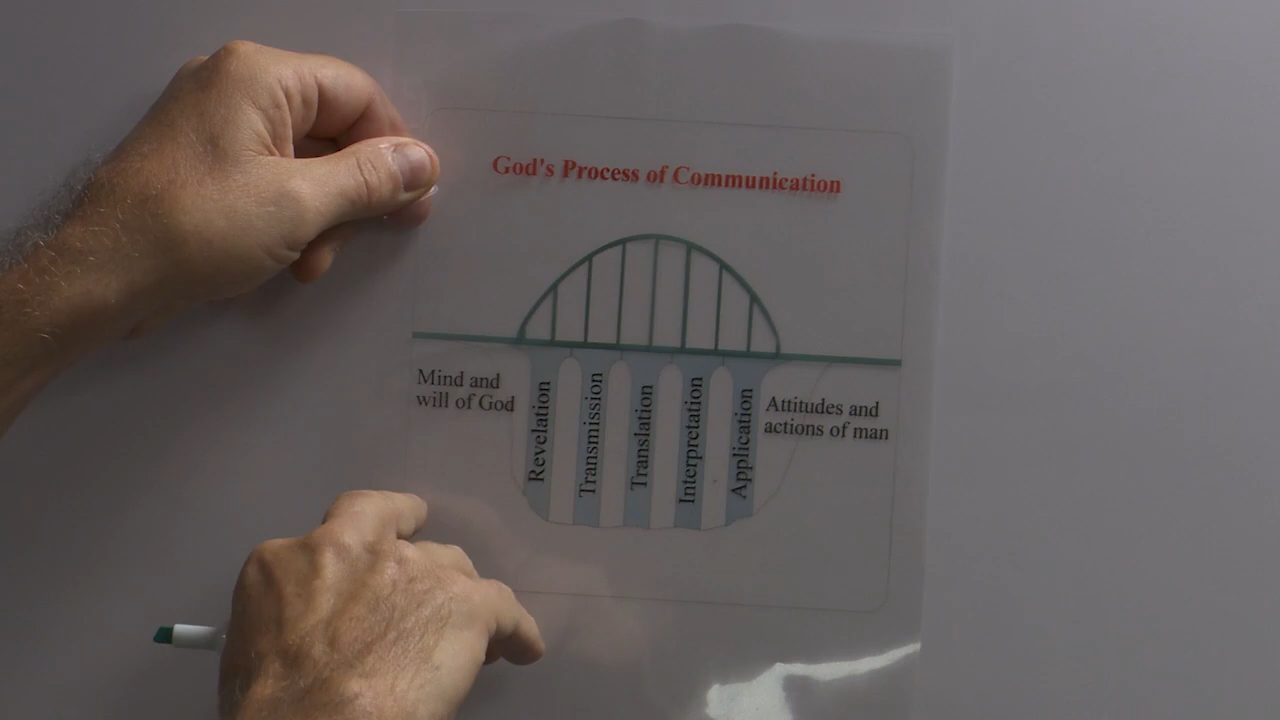 God's Process of Communication
Mind and
will of God
Revelation
Transmission
Translation
Interpretation
Application
Attitudes and
actions of man